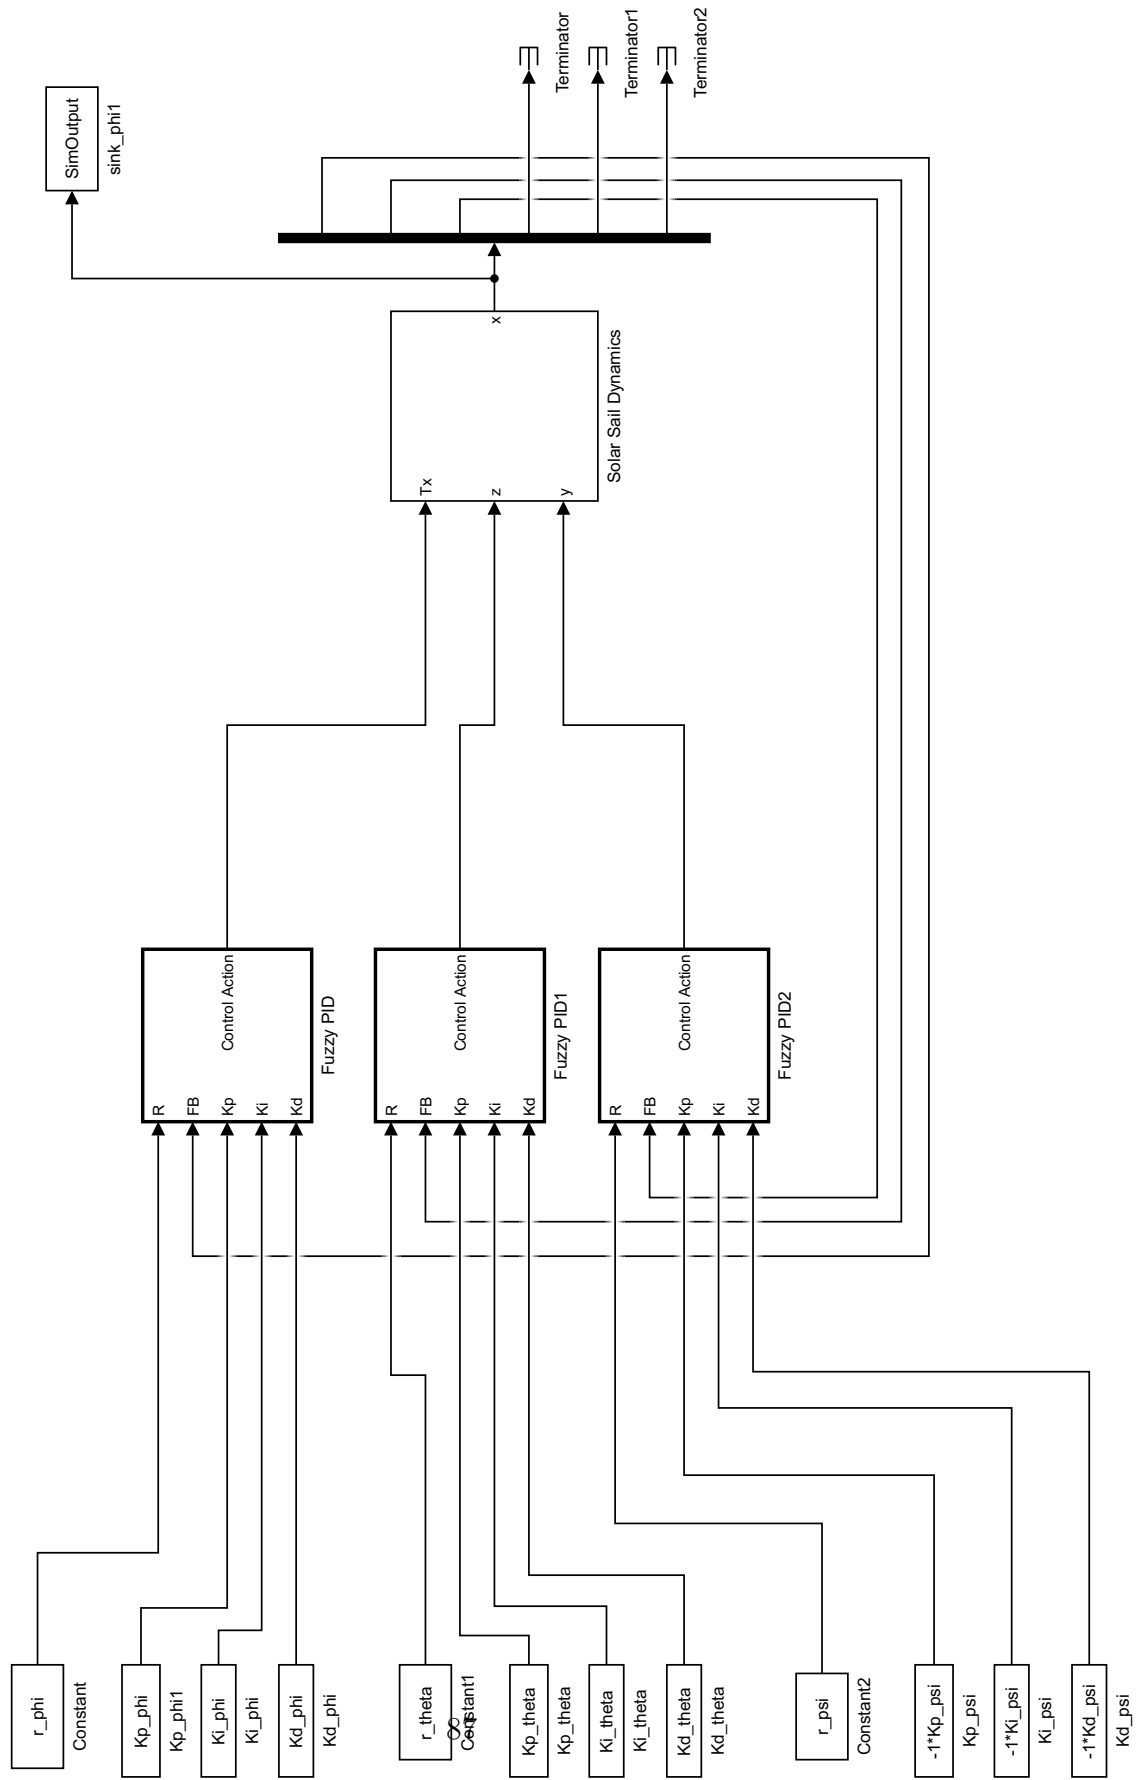 r_phi
Constant
Kp_phi
Kp_phi1
Ki_phi
Ki_phi
Kd_phi
Kd_phi
r_theta
Constant1
Kp_theta
Kp_theta
Ki_theta
Ki_theta
Kd_theta
Kd_theta
r_psi
Constant2
-1*Kp_psi
Kp_psi
-1*Ki_psi
Ki_psi
-1*Kd_psi
Kd_psi
R
FB
Kp
Ki
Kd
Control Action
Fuzzy PID
R
FB
Kp
Ki
Kd
Control Action
Fuzzy PID1
R
FB
Kp
Ki
Kd
Control Action
Fuzzy PID2
Tx
z
y
x
Solar Sail Dynamics
SimOutput
sink_phi1
Terminator
Terminator1
Terminator2